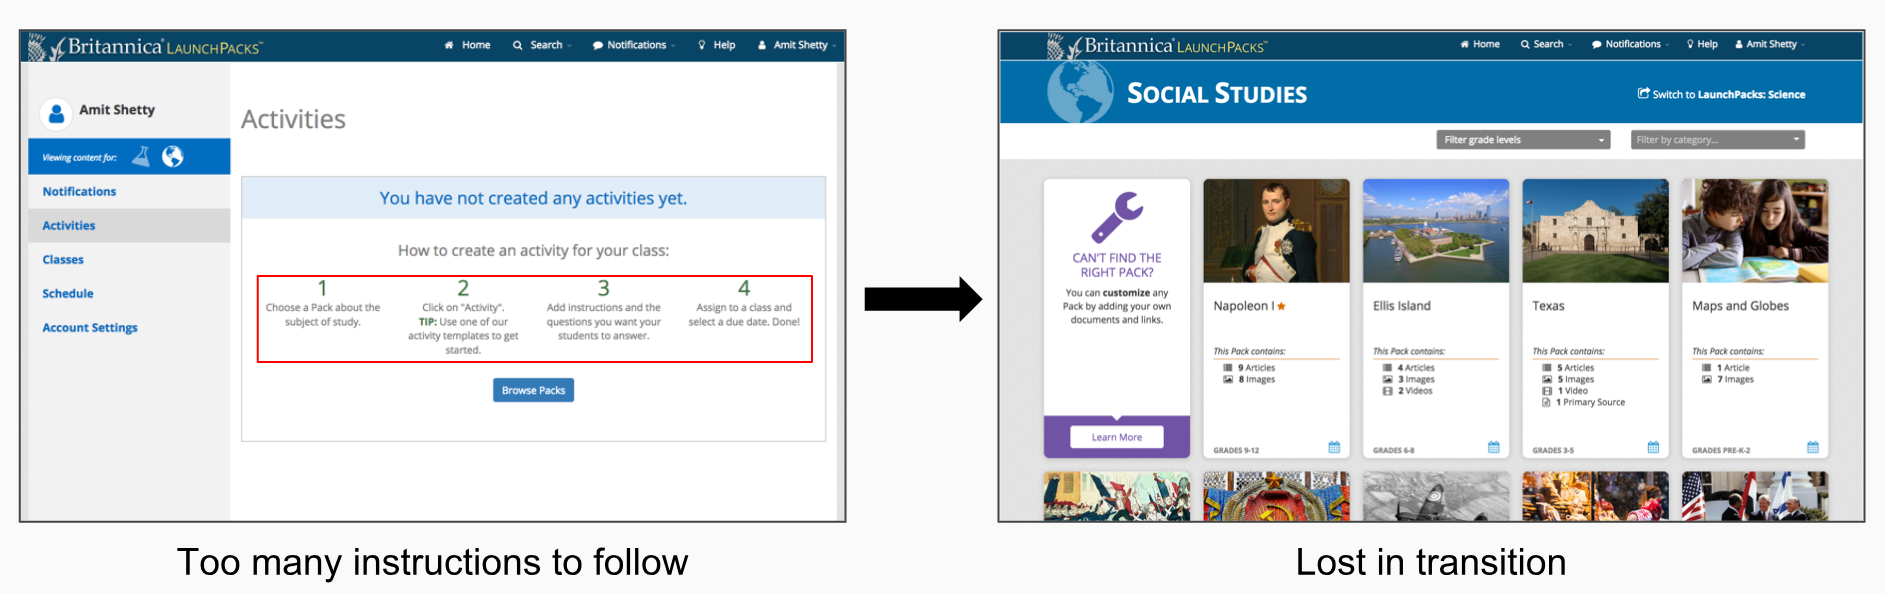 Britannica® LAUNCHPACKS™
Home Search Notifications Help Amit Shetty
Amit Shetty
Viewing content for:
Notifications
Activities
Classes
Schedule
Account Settings
Activities
You have not created any activities yet.
How to create an activity for your class:
1
Choose a Pack about the
subject of study.
2
Click on "Activity".
TIP: Use one of our
activity templates to get
started.
3
Add instructions and the
questions you want your
students to answer.
4
Assign to a class and
select a due date. Done!
Browse Packs
Too many instructions to follow
Britannica® LAUNCHPACKS™
Home Search Notifications Help Amit Shetty
SOCIAL STUDIES
Switch to LaunchPacks: Science
Filter grade levels
Filter by category...
CAN'T FIND THE
RIGHT PACK?
You can customize any
Pack by adding your own
documents and links.
Learn More
Napoleon I
This Pack contains:
9 Articles
8 Images
GRADES 9-12
Ellis Island
This Pack contains:
4 Articles
3 Images
2 Videos
GRADES 6-8
Texas
This Pack contains:
5 Articles
5 Images
1 Video
1 Primary Source
GRADES 3-5
Maps and Globes
This Pack contains:
1 Article
7 Images
GRADES PRE-K-2
Lost in transition